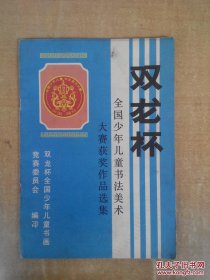 双龙杯
全国少年儿童书法美术
大赛获奖作品选集
双龙杯全国少年儿童书画
竞赛委员会 编印